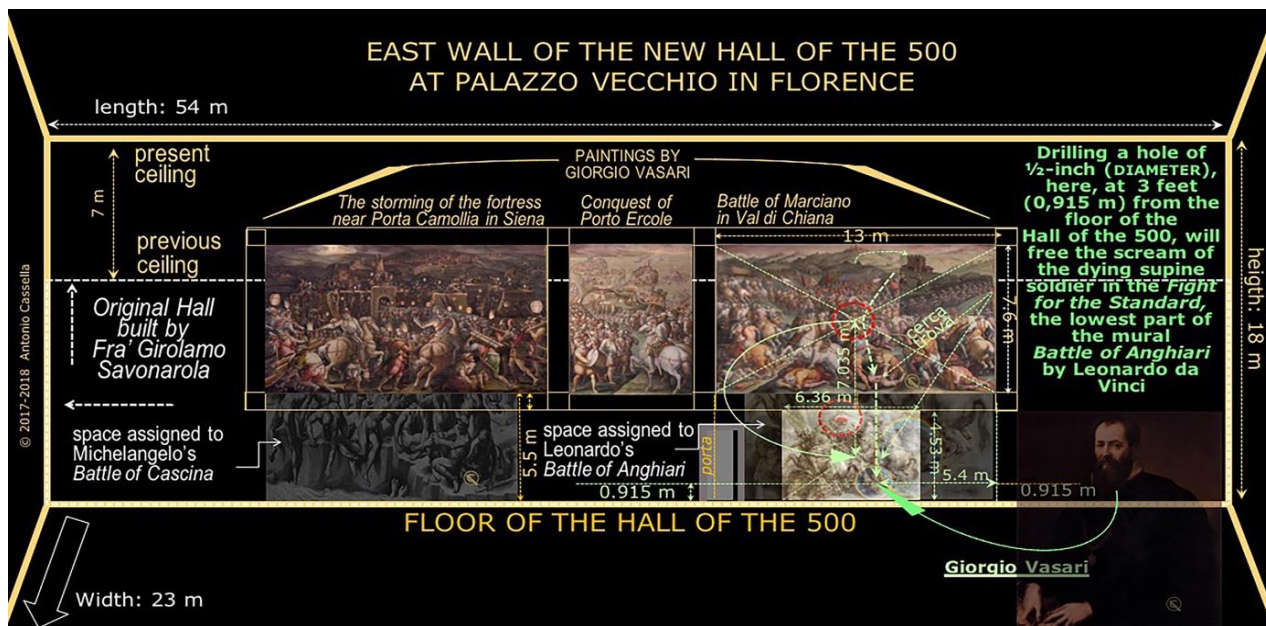 EAST WALL OF THE NEW HALL OF THE 500
AT PALAZZO VECCHIO IN FLORENCE
length: 54 m
present
ceiling
7 m
previous
ceiling
PAINTINGS BY
GIORGIO VASARI
The storming of the fortress
near Porta Camollia in Siena
Conquest of
Porto Ercole
Battle of Marciano
in Val di Chiana
13 m
7.6 m
cerca
trova
7.035 m
Drilling a hole of
½-inch (DIAMETER),
here, at 3 feet
(0,915 m) from the
floor of the
Hall of the 500, will
free the scream of
the dying supine
soldier in the Fight
for the Standard,
the lowest part of
the mural
Battle of Anghiari
by Leonardo da
Vinci
heigth: 18 m
© 2017-2018 Antonio Cassella
Original Hall
built by
Fra' Girolamo
Savonarola
space assigned to
Michelangelo's
Battle of Cascina
5.5 m
space assigned to
Leonardo's
Battle of Anghiari
porta
6.36 m
4.53 m
5.4 m
0.915 m
0.915 m
FLOOR OF THE HALL OF THE 500
Giorgio Vasari
Width: 23 m